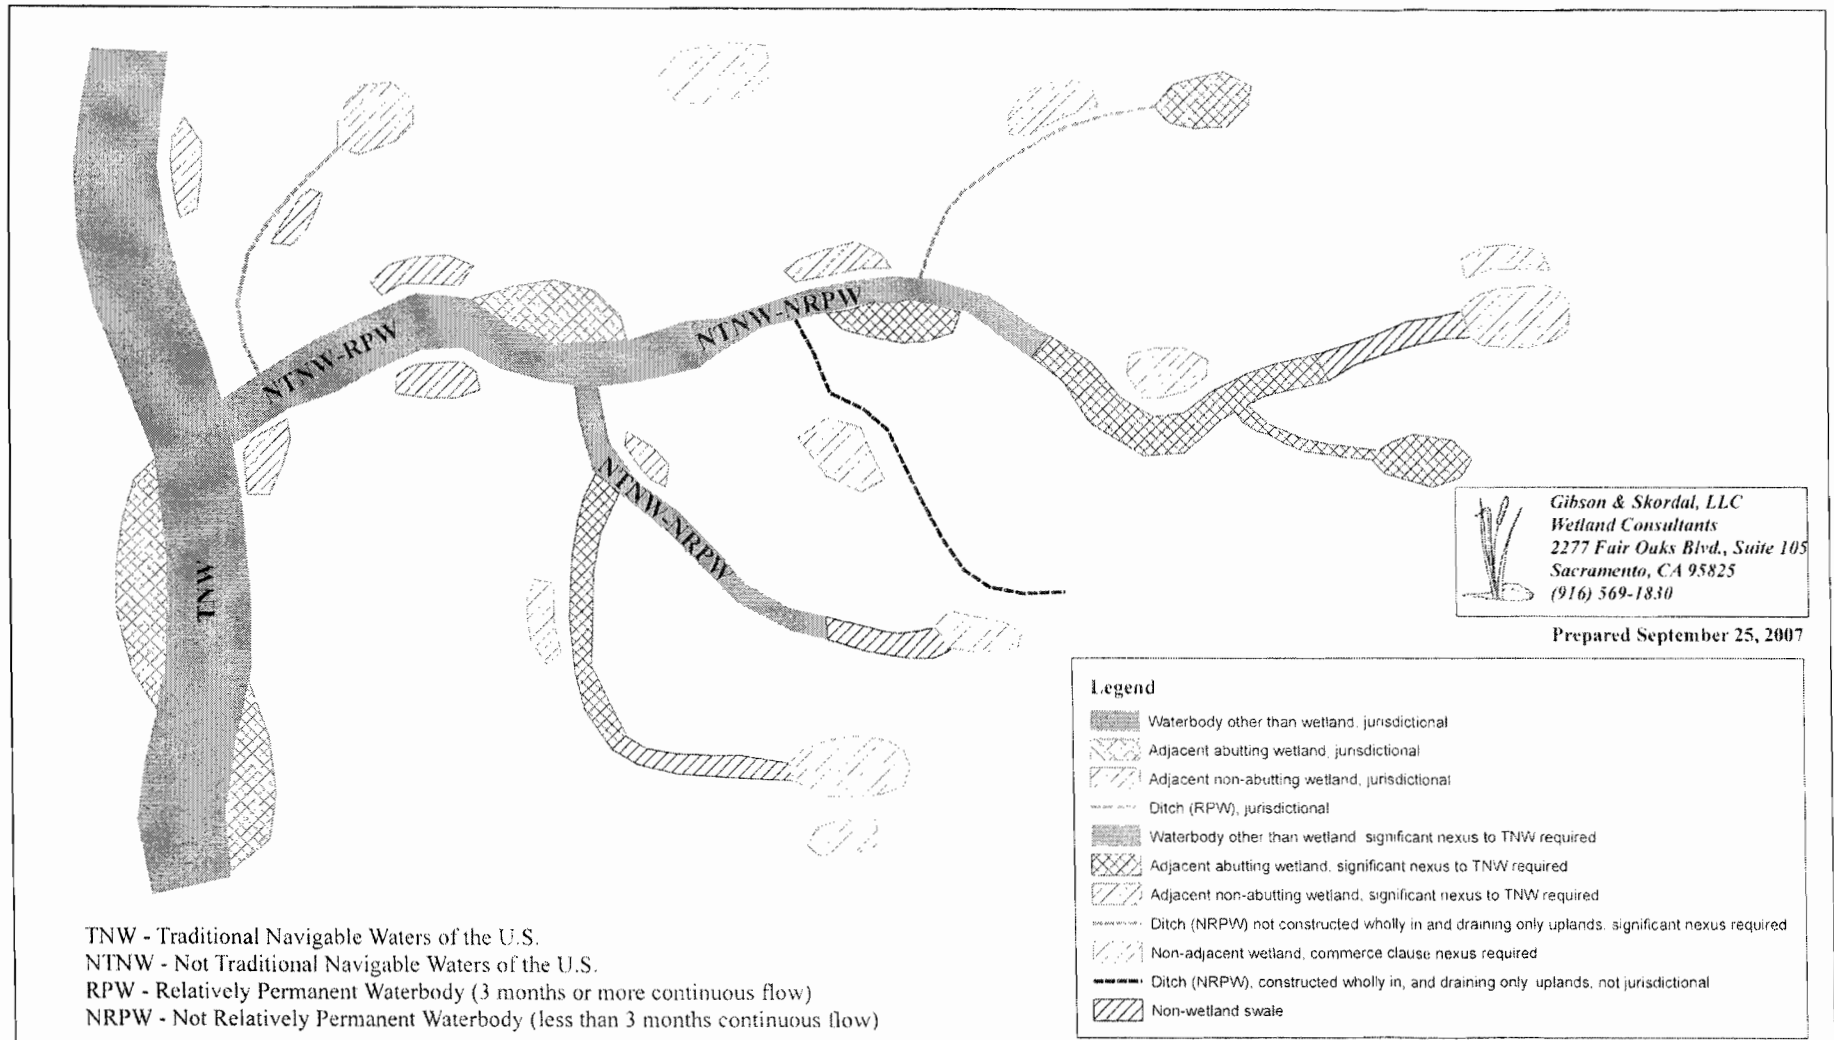 NTNW-RPW
NTNW-NRPW
NTNW-NRPW
TNW
Gibson & Skordal, LLC
Wetland Consultants
2277 Fair Oaks Blvd., Suite 105
Sacramento, CA 95825
(916) 569-1830
Prepared September 25, 2007
Legend
Waterbody other than wetland, jurisdictional
Adjacent abutting wetland, jurisdictional
Adjacent non-abutting wetland, jurisdictional
Ditch (RPW), jurisdictional
Waterbody other than wetland significant nexus to TNW required
Adjacent abutting wetland, significant nexus to TNW required
Adjacent non-abutting wetland, significant nexus to TNW required
Ditch (NRPW) not constructed wholly in and draining only uplands, significant nexus required
Non-adjacent wetland, commerce clause nexus required
Ditch (NRPW), constructed wholly in, and draining only uplands, not jurisdictional
Non-wetland swale
TNW - Traditional Navigable Waters of the U.S.
NTNW - Not Traditional Navigable Waters of the U.S.
RPW - Relatively Permanent Waterbody (3 months or more continuous flow)
NRPW - Not Relatively Permanent Waterbody (less than 3 months continuous flow)